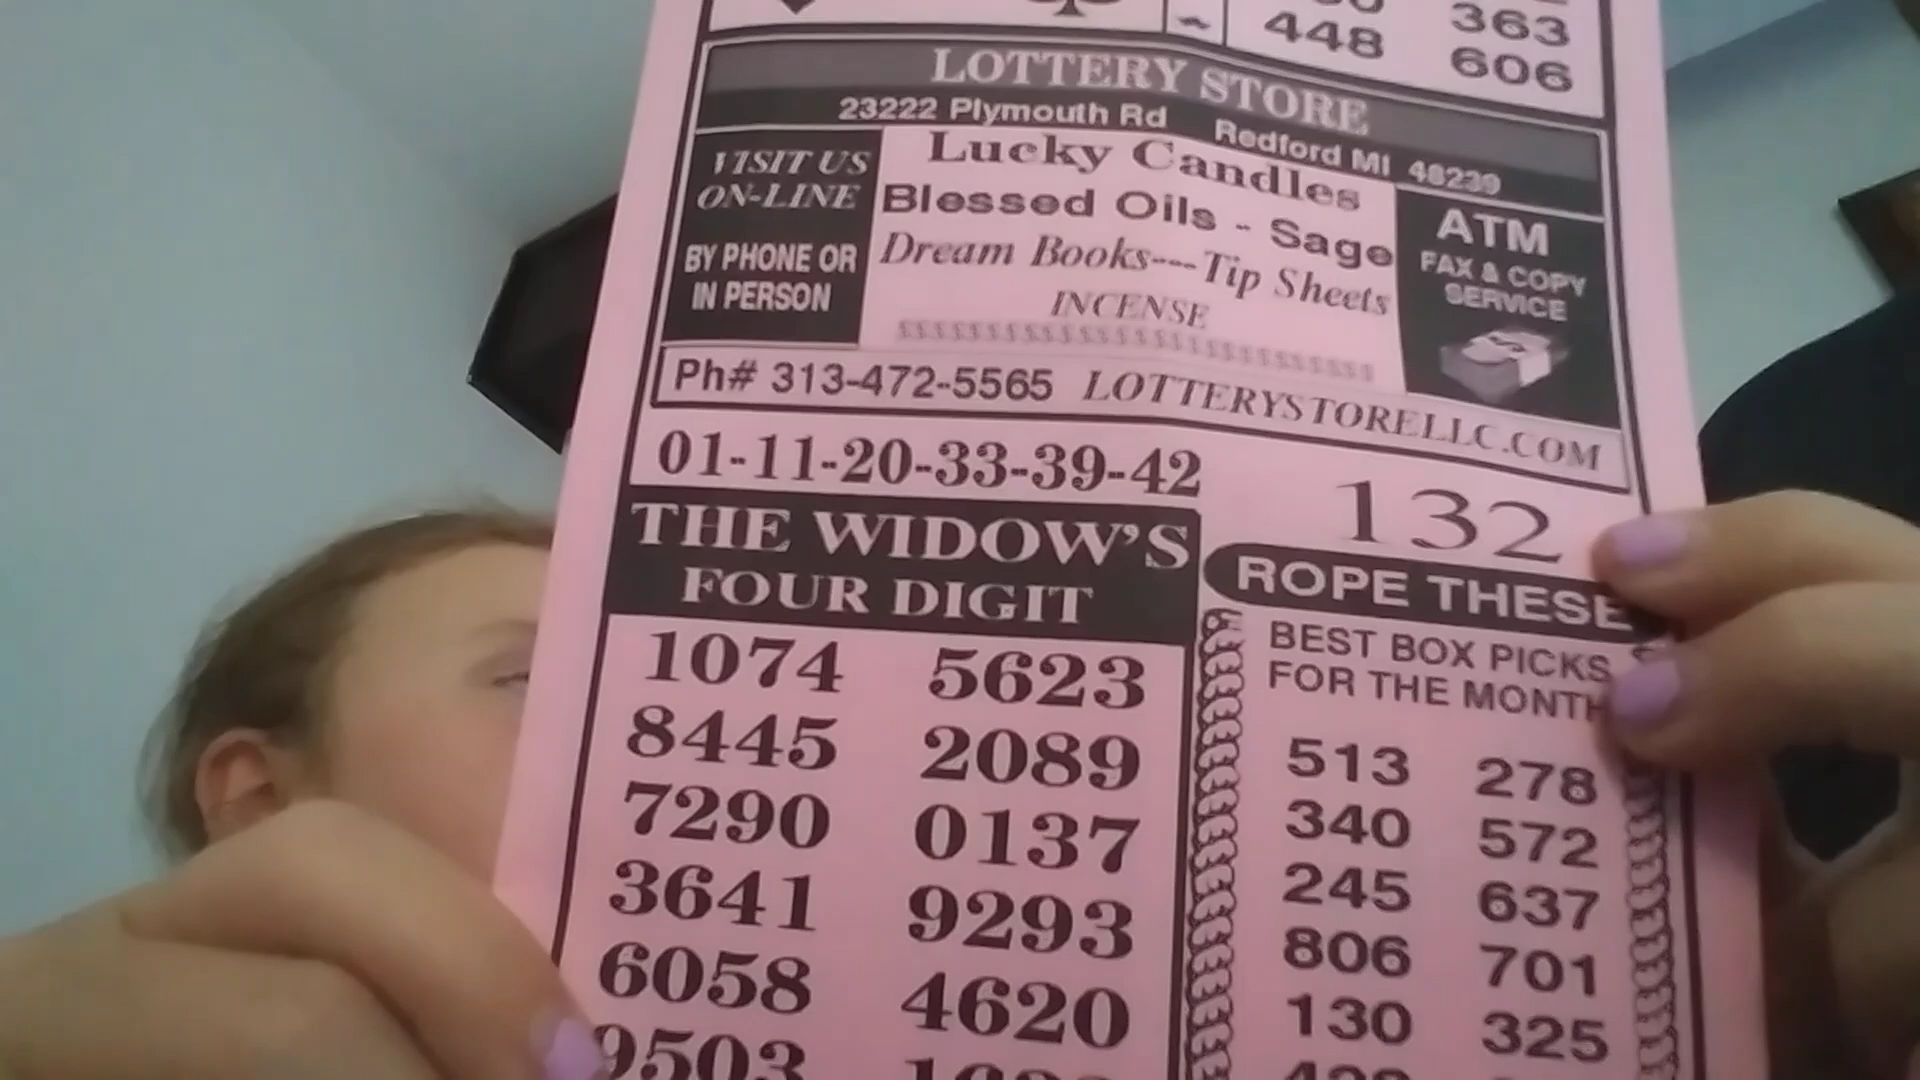 363
448 606
LOTTERY STORE
23222 Plymouth Rd Redford MI 48239
VISIT US
ON-LINE
BY PHONE OR
IN PERSON
Lucky Candles
Blessed Oils - Sage
Dream Books---Tip Sheets
INCENSE
ATM
FAX & COPY
SERVICE
Ph# 313-472-5565 LOTTERYSTORELLC.COM
01-11-20-33-39-42
132
THE WIDOW'S
FOUR DIGIT
1074 5623
8445 2089
7290 0137
3641 9293
6058 4620
9503
ROPE THESE
BEST BOX PICKS
FOR THE MONTH
513 278
340 572
245 637
806 701
130 325